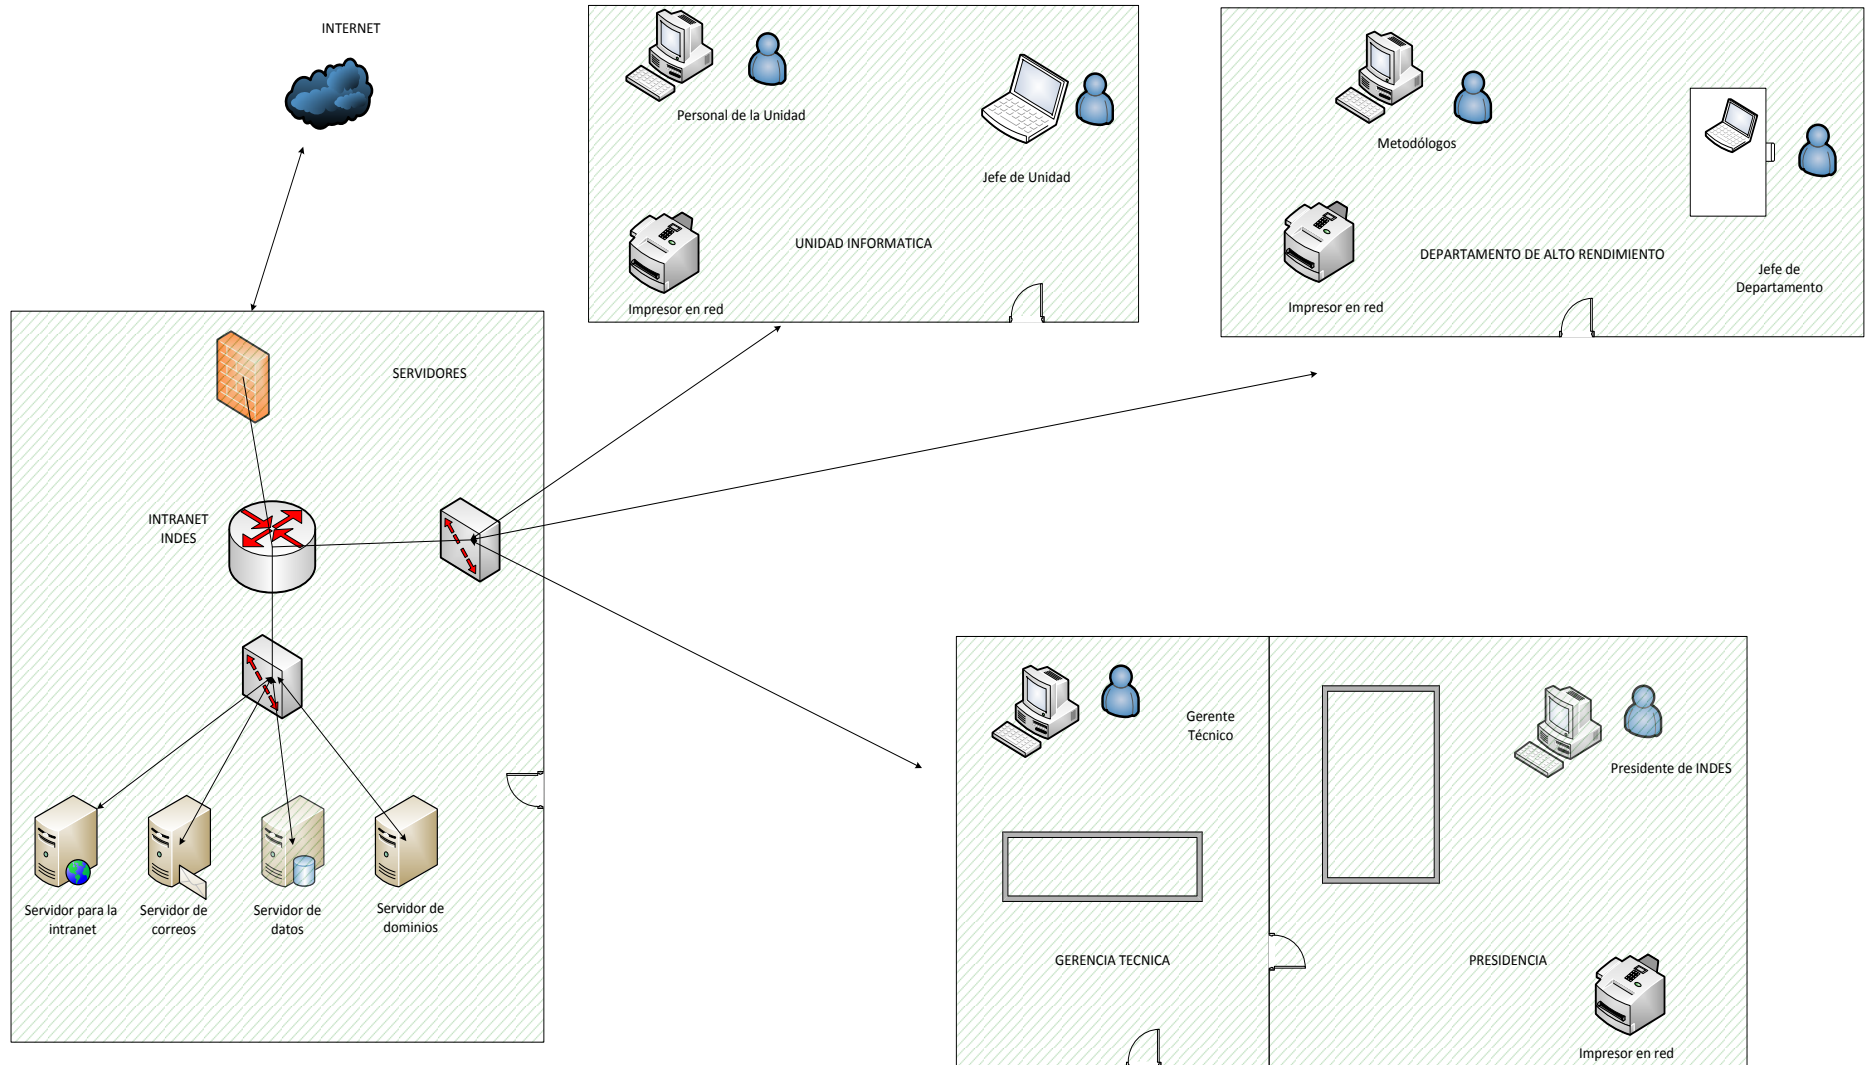 INTERNET
Personal de la Unidad
Jefe de Unidad
UNIDAD INFORMATICA
Impresor en red
Metodólogos
DEPARTAMENTO DE ALTO RENDIMIENTO
Jefe de
Departamento
Impresor en red
SERVIDORES
INTRANET
INDES
Servidor para la
intranet
Servidor de
correos
Servidor de
datos
Servidor de
dominios
Gerente
Técnico
GERENCIA TECNICA
Presidente de INDES
PRESIDENCIA
Impresor en red